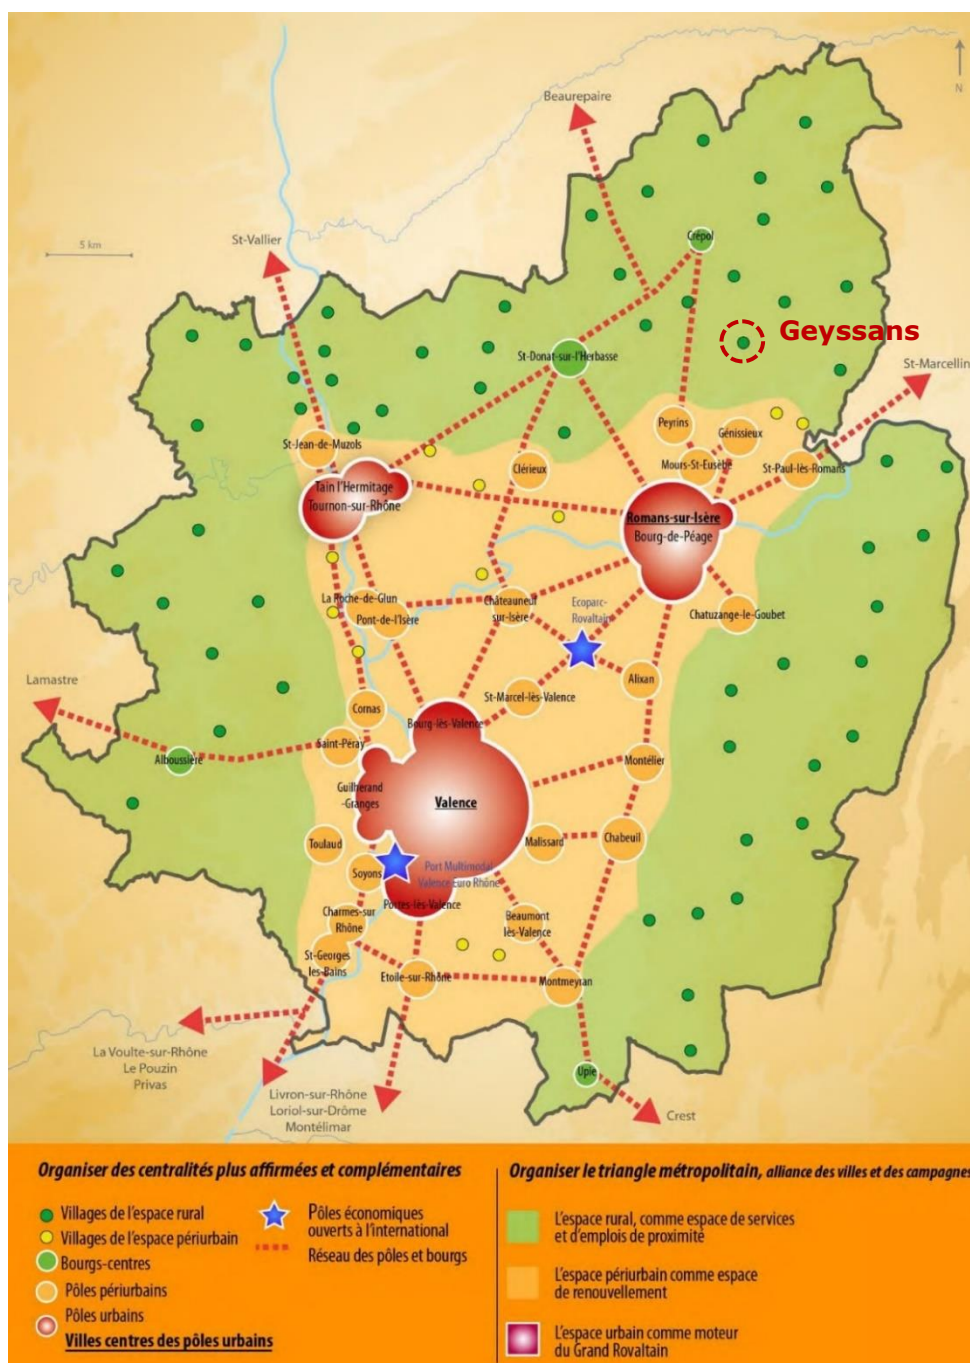 Beaurepaire
N
St-Vallier
5 km
Crépol
Geyssans
St-Donat-sur-l'Herbasse
St-Marcellin
Peyrins
Génissieux
St-Jean-de-Muzols
Clérieux
Mours-St-Eusèbe
St-Paul-lès-Romans
Tain l'Hermitage
Tournon-sur-Rhône
Romans-sur-Isère
Bourg-de-Péage
La Roche-de-Glun
Pont-de-l'Isère
Châteauneuf
sur-Isère
Ecoparc-
Rovaltain
Chatuzange-le-Goubet
Lamastre
Alixan
St-Marcel-lès-Valence
Cornas
Bourg-lès-Valence
Saint-Péray
Alboussière
Montélier
Guilherand
-Granges
Valence
Toulaud
Malissard
Chabeuil
Soyons
Port Multimodal
Valence Euro Rhône
Portes-lès-Valence
Charmes-sur
Rhône
Beaumont
lès-Valence
St-Georges
les-Bains
Etoile-sur-Rhône
Montmeyran
La Voulte-sur-Rhône
Le Pouzin
Privas
Upie
Livron-sur-Rhône
Loriol-sur-Drôme
Montélimar
Crest
Organiser des centralités plus affirmées et complémentaires
Villages de l'espace rural
Villages de l'espace périurbain
Bourgs-centres
Pôles périurbains
Pôles urbains
Villes centres des pôles urbains
Pôles économiques
ouverts à l'international
Réseau des pôles et bourgs
Organiser le triangle métropolitain, alliance des villes et des campagnes
L'espace rural, comme espace de services
et d'emplois de proximité
L'espace périurbain comme espace
de renouvellement
L'espace urbain comme moteur
du Grand Rovaltain